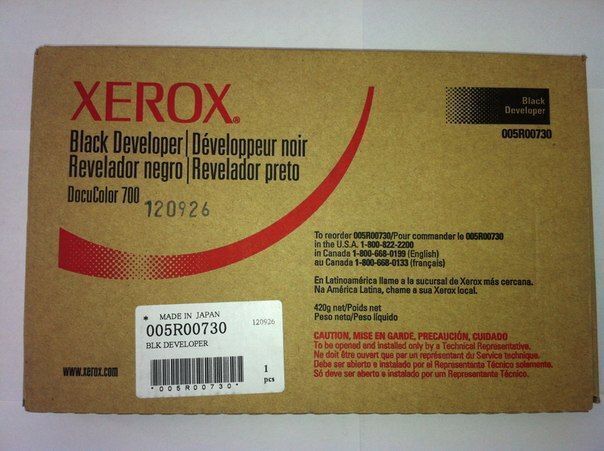 XEROX®
Black Developer | Développeur noir
Revelador negro | Revelador preto
DocuColor 700
120926
Black
Developer
005R00730
To reorder 005R00730/Pour commander le 005R00730
in the U.S.A. 1-800-822-2200
in Canada 1-800-668-0199 (English)
au Canada 1-800-668-0133 (français)
En Latinoamérica llame a la sucursal de Xerox más cercana.
Na América Latina, chame a sua Xerox local.
420g net/Poids net
Peso neto/Peso líquido
CAUTION, MISE EN GARDE, PRECAUCIÓN, CUIDADO
To be opened and installed only by a Technical Representative.
Ne doit être ouvert que par un représentant du Service technique.
Debe ser abierto e instalado por el Representante Técnico solamente.
Só deve ser aberto e instalado por um Representante Técnico.
* MADE IN JAPAN
005R00730
120926
BLK DEVELOPER
1
pcs
*005R00730*
www.xerox.com